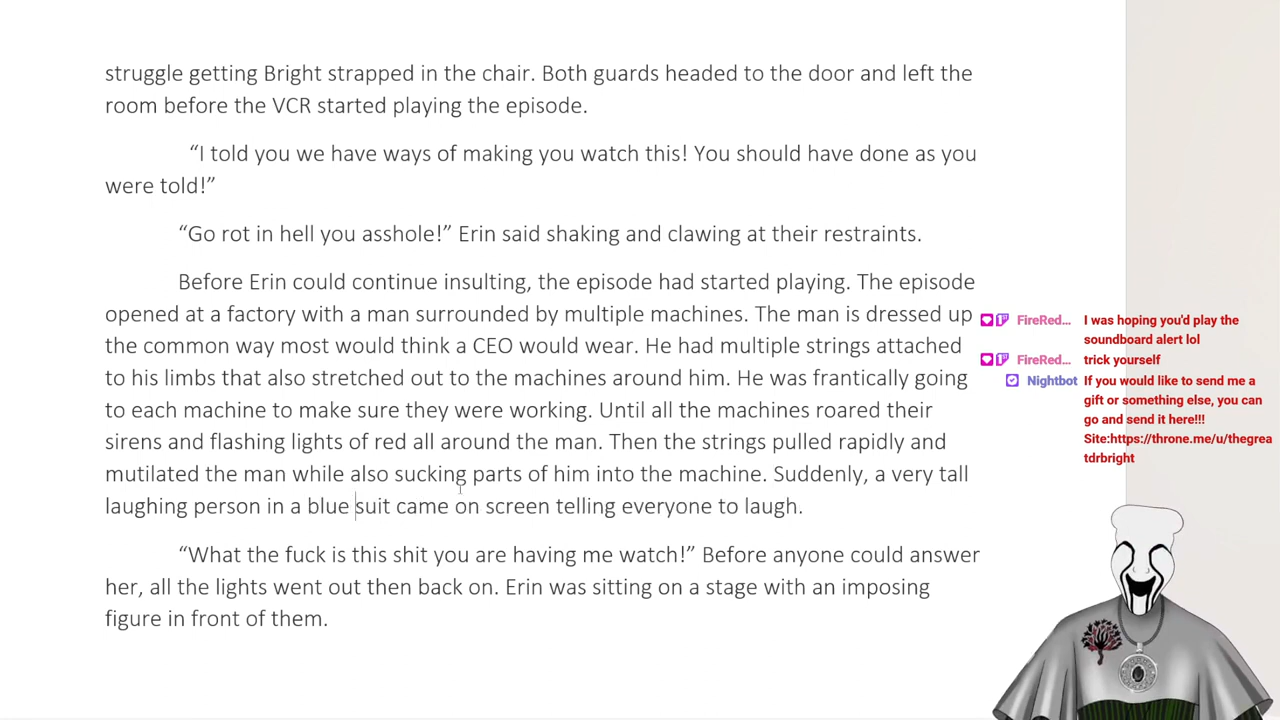 struggle getting Bright strapped in the chair. Both guards headed to the door and left the
room before the VCR started playing the episode.
“I told you we have ways of making you watch this! You should have done as you
were told!”
“Go rot in hell you asshole!” Erin said shaking and clawing at their restraints.
Before Erin could continue insulting, the episode had started playing. The episode
opened at a factory with a man surrounded by multiple machines. The man is dressed up
the common way most would think a CEO would wear. He had multiple strings attached
to his limbs that also stretched out to the machines around him. He was frantically going
to each machine to make sure they were working. Until all the machines roared their
sirens and flashing lights of red all around the man. Then the strings pulled rapidly and
mutilated the man while also sucking parts of him into the machine. Suddenly, a very tall
laughing person in a blue suit came on screen telling everyone to laugh.
“What the fuck is this shit you are having me watch!” Before anyone could answer
her, all the lights went out then back on. Erin was sitting on a stage with an imposing
figure in front of them.
FireRed... I was hoping you'd play the
soundboard alert lol
FireRed... trick yourself
Nightbot If you would like to send me a
gift or something else, you can
go and send it here!!!
Site:https://throne.me/u/thegrea
tdrbright